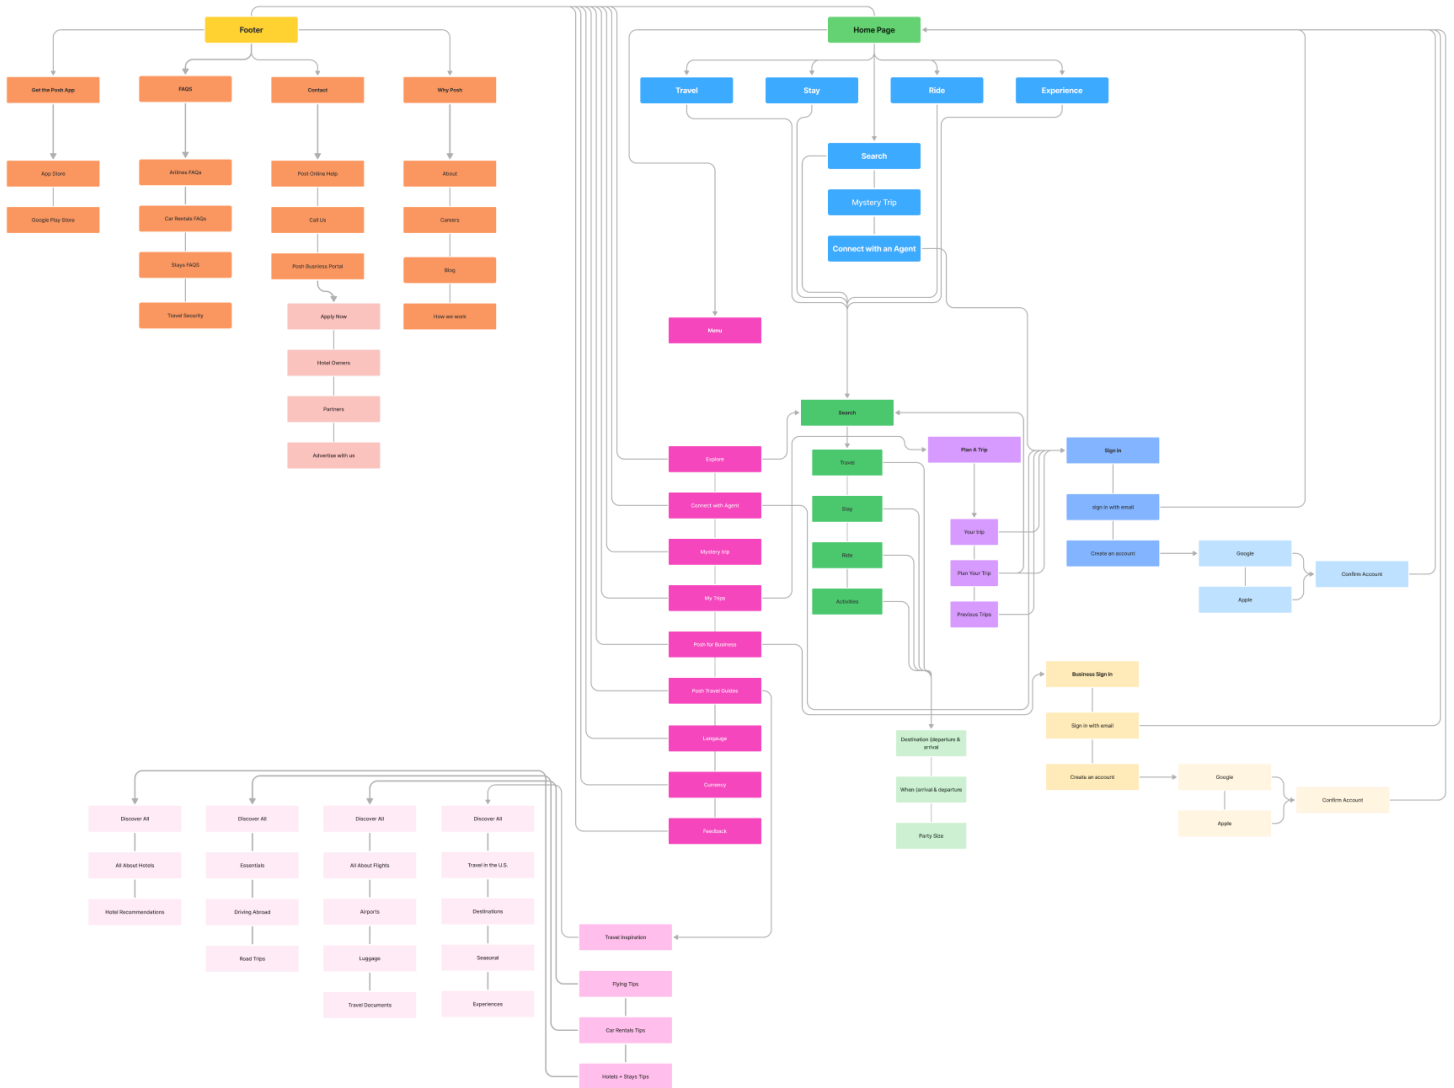 Footer
Home Page
Get the Posh App
FAQS
Contact
Why Posh
Travel
Stay
Ride
Experience
App Store
Google Play Store
Airlines FAQs
Car Rentals FAQs
Stays FAQS
Travel Security
Post Online Help
Call Us
Posh Business Portal
Apply Now
Hotel Owners
Partners
Advertise with us
About
Careers
Blog
How we work
Search
Mystery Trip
Connect with an Agent
Menu
Explore
Connect with Agent
Mystery trip
My Trips
Posh for Business
Posh Travel Guides
Langauge
Currency
Feedback
Search
Travel
Stay
Ride
Activities
Plan A Trip
Your trip
Plan Your Trip
Previous Trips
Sign in
sign in with email
Create an account
Google
Apple
Confirm Account
Business Sign in
Sign in with email
Create an account
Google
Apple
Confirm Account
Destination (departure &
arrival
When (arrival & departure
Party Size
Discover All
All About Hotels
Hotel Recommendations
Discover All
Essentials
Driving Abroad
Road Trips
Discover All
All About Flights
Airports
Luggage
Travel Documents
Discover All
Travel in the U.S.
Destinations
Seasonal
Experiences
Travel Inspiration
Flying Tips
Car Rentals Tips
Hotels + Stays Tips